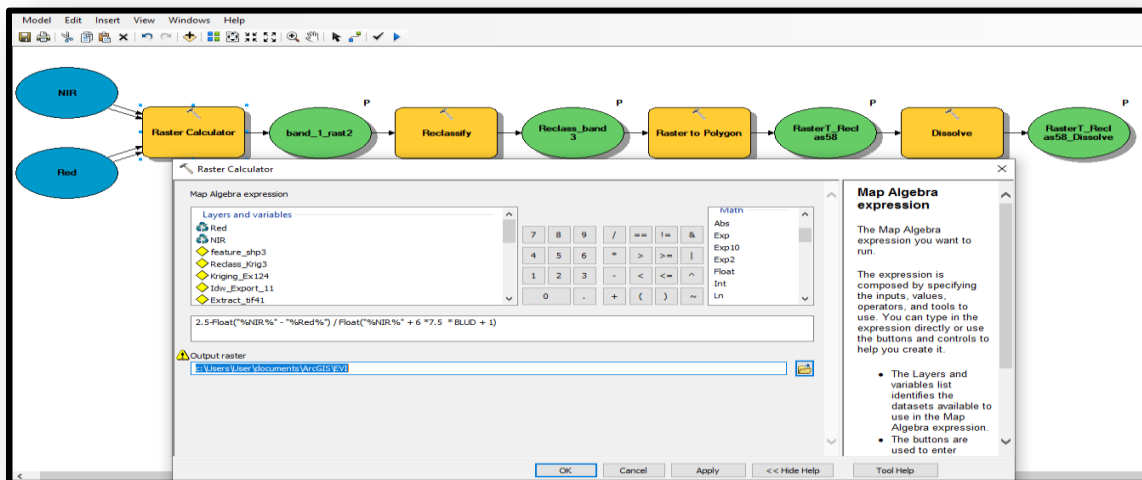 Model Edit Insert View Windows Help
NIR
Red
Raster Calculator
band_1_rast2
P
Reclassify
Reclass_band
3
P
Raster to Polygon
RasterT_Recl
as58
P
Dissolve
RasterT_Recl
as58_Dissolve
P
Raster Calculator
Map Algebra expression
Layers and variables
Red
NIR
feature_shp3
Reclass_Krig3
Kriging_Ex124
Idw_Export_11
Extract_tif41
7 8 9 / == != &
4 5 6 * > >= |
1 2 3 - < <= ^
0 . + ( ) ~
Math
Abs
Exp
Exp10
Exp2
Float
Int
Ln
2.5-Float("%NIR%" - "%Red%") / Float("%NIR%" + 6 *7.5 * BLUD + 1)
Output raster
c:\Users\User\documents\ArcGIS\EVI
OK Cancel Apply << Hide Help Tool Help
Map Algebra
expression
The Map Algebra
expression you want to
run.
The expression is
composed by specifying
the inputs, values,
operators, and tools to
use. You can type in the
expression directly or use
the buttons and controls to
help you create it.
• The Layers and
variables list
identifies the
datasets available to
use in the Map
Algebra expression.
• The buttons are
used to enter